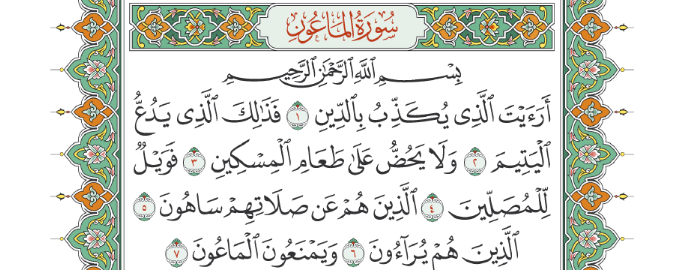 سُورَةُ المَاعُونِ
بِسْمِ ٱللَّهِ ٱلرَّحْمَٰنِ ٱلرَّحِيمِ
أَرَءَيْتَ ٱلَّذِى يُكَذِّبُ بِٱلدِّينِ ١ فَذَٰلِكَ ٱلَّذِى يَدُعُّ
ٱلْيَتِيمَ ٢ وَلَا يَحُضُّ عَلَىٰ طَعَامِ ٱلْمِسْكِينِ ٣ فَوَيْلٌ
لِّلْمُصَلِّينَ ٤ ٱلَّذِينَ هُمْ عَن صَلَاتِهِمْ سَاهُونَ ٥
ٱلَّذِينَ هُمْ يُرَآءُونَ ٦ وَيَمْنَعُونَ ٱلْمَاعُونَ ٧